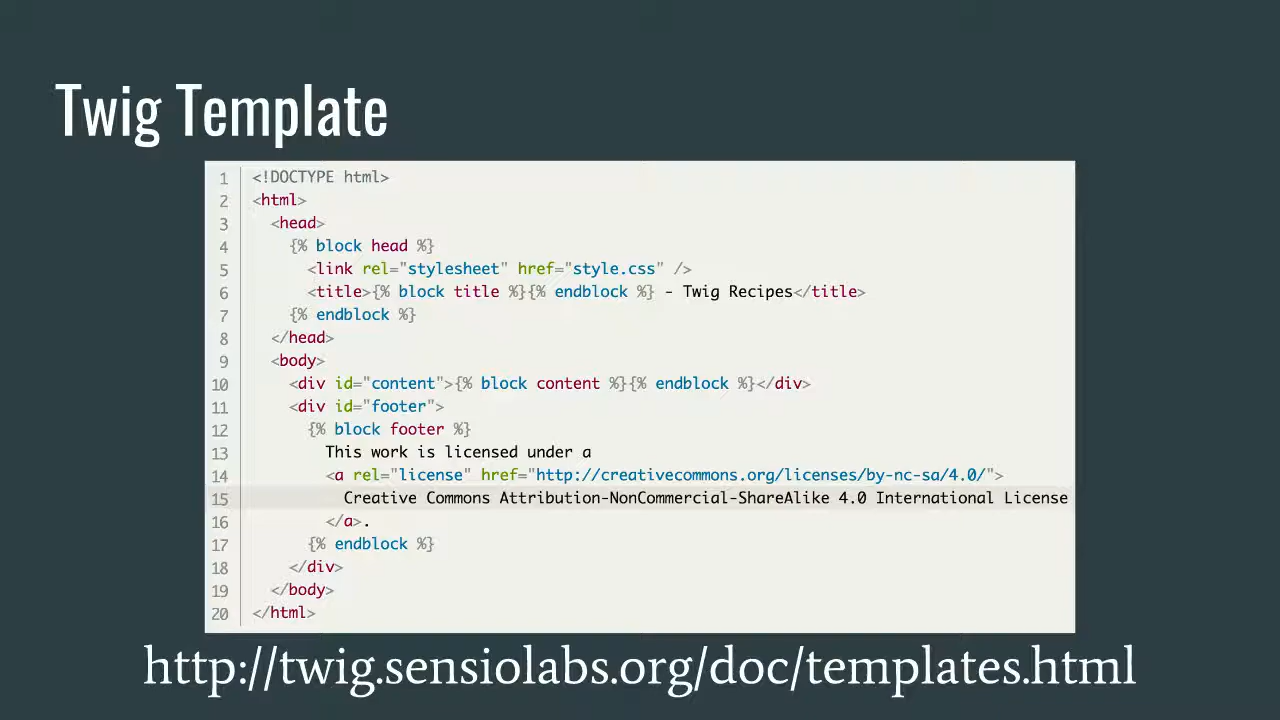 Twig Template
1 <!DOCTYPE html>
2 <html>
3   <head>
4     {% block head %}
5       <link rel="stylesheet" href="style.css" />
6       <title>{% block title %}{% endblock %} - Twig Recipes</title>
7     {% endblock %}
8   </head>
9   <body>
10     <div id="content">{% block content %}{% endblock %}</div>
11     <div id="footer">
12       {% block footer %}
13         This work is licensed under a
14         <a rel="license" href="http://creativecommons.org/licenses/by-nc-sa/4.0/">
15           Creative Commons Attribution-NonCommercial-ShareAlike 4.0 International License
16         </a>.
17       {% endblock %}
18     </div>
19   </body>
20 </html>
http://twig.sensiolabs.org/doc/templates.html